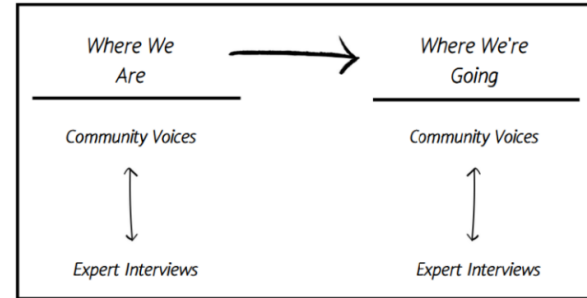 Where We
Are
Community Voices
Expert Interviews
Where We're
Going
Community Voices
Expert Interviews